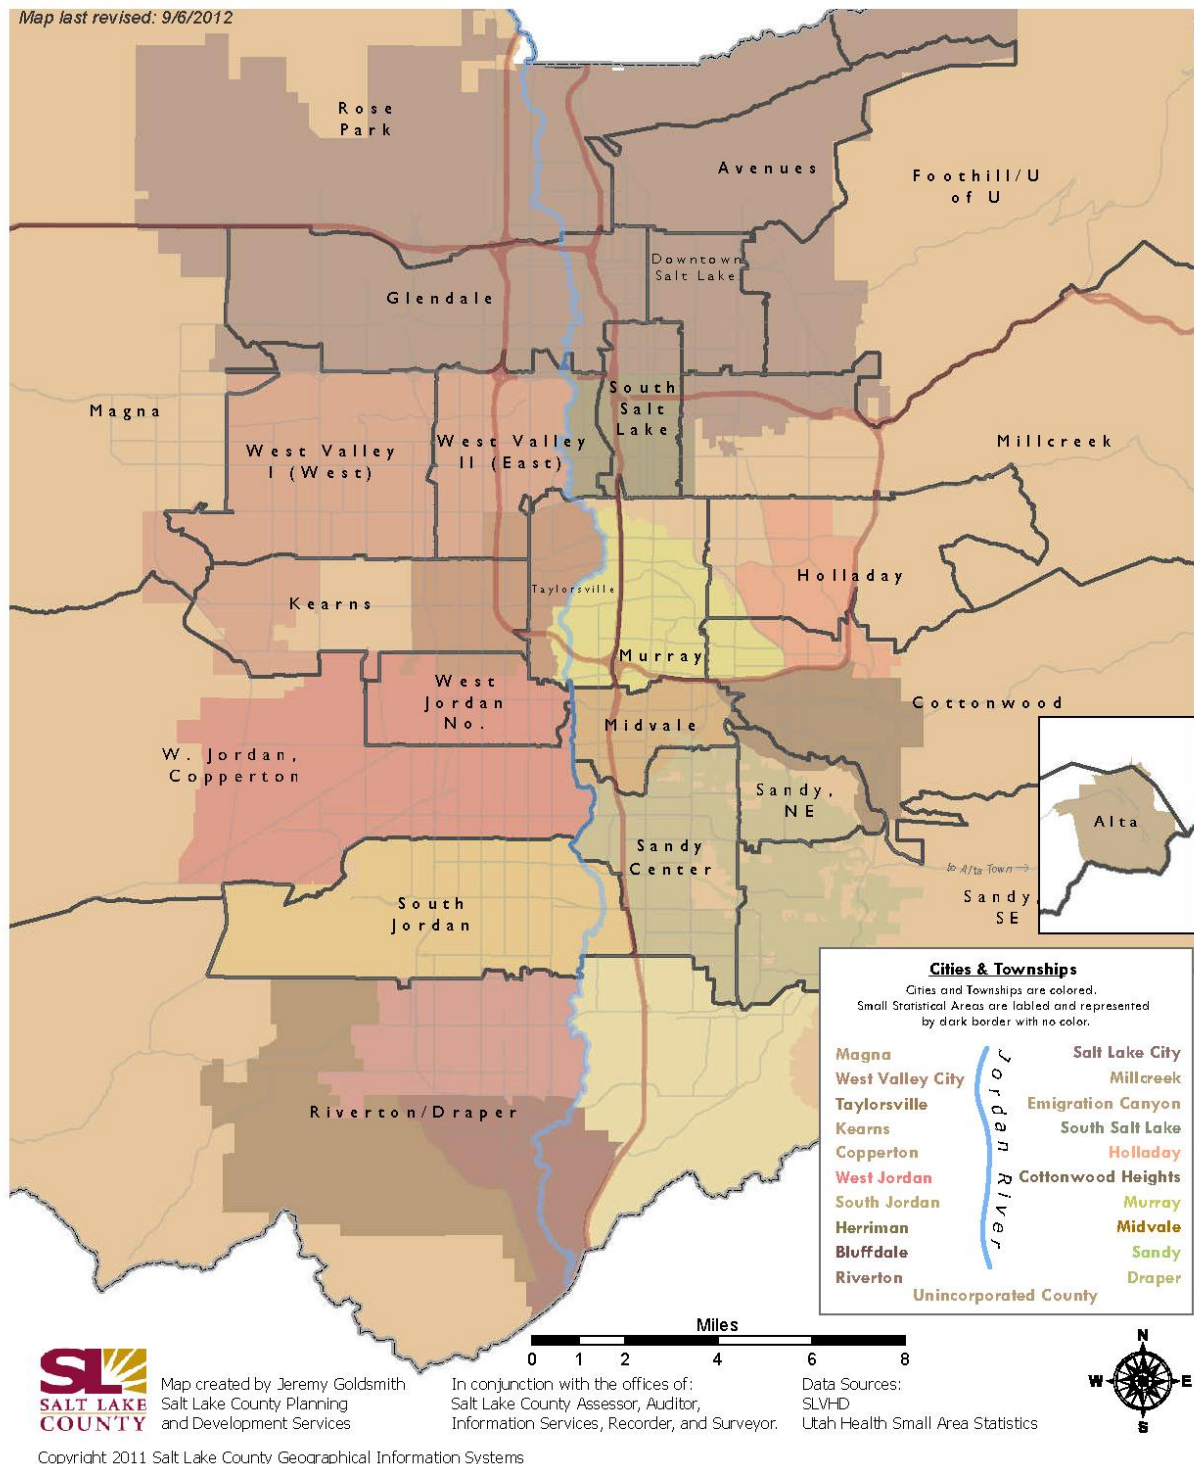 Map last revised: 9/6/2012
Rose
Park
Avenues
Foothill/U
of U
Downtown
Salt Lake
Glendale
South
Salt
Lake
Magna
West Valley
I (West)
West Valley
II (East)
Millcreek
Holladay
Taylorsville
Kearns
Murray
West
Jordan
No.
Cottonwood
Midvale
W. Jordan,
Copperton
Sandy,
NE
Alta
Sandy
Center
to Alta Town →
Sandy,
SE
South
Jordan
Riverton/Draper
Cities & Townships
Cities and Townships are colored.
Small Statistical Areas are labled and represented
by dark border with no color.
Magna
West Valley City
Taylorsville
Kearns
Copperton
West Jordan
South Jordan
Herriman
Bluffdale
Riverton
Jordan River
Salt Lake City
Millcreek
Emigration Canyon
South Salt Lake
Holladay
Cottonwood Heights
Murray
Midvale
Sandy
Draper
Unincorporated County
Miles
0 1 2 4 6 8
N
W E
S
SL
SALT LAKE
COUNTY
Map created by Jeremy Goldsmith
Salt Lake County Planning
and Development Services
In conjunction with the offices of:
Salt Lake County Assessor, Auditor,
Information Services, Recorder, and Surveyor.
Data Sources:
SLVHD
Utah Health Small Area Statistics
Copyright 2011 Salt Lake County Geographical Information Systems